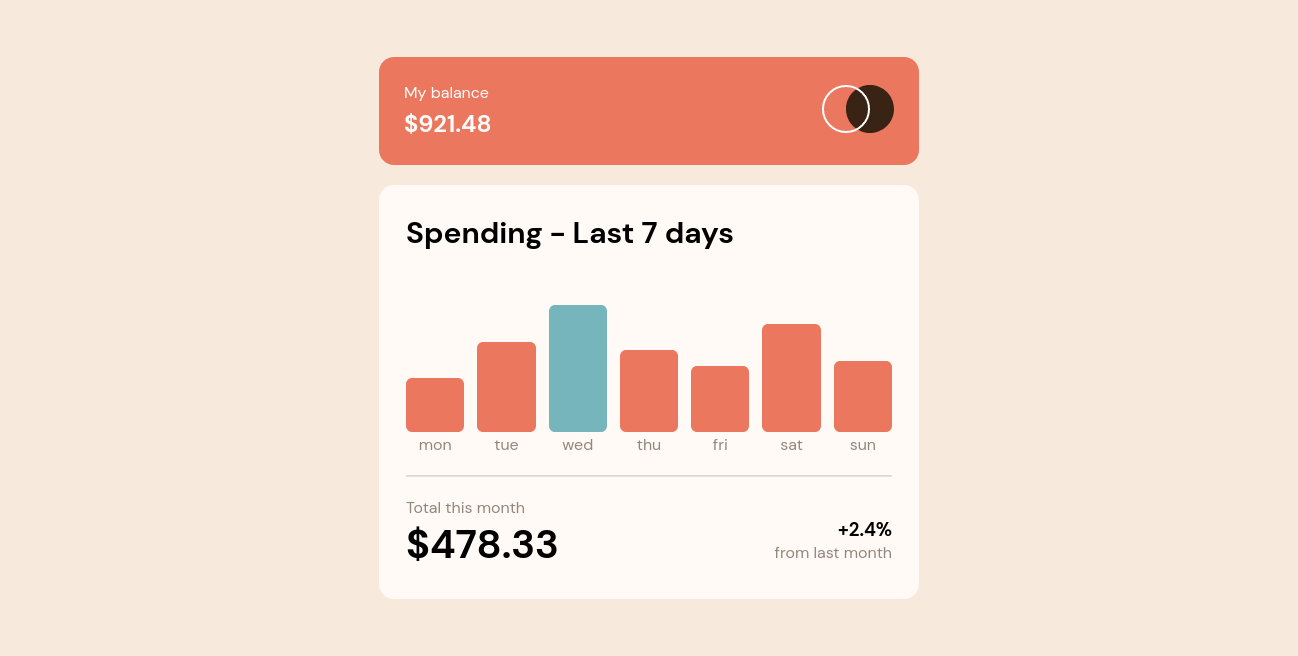 My balance
$921.48
Spending - Last 7 days
mon tue wed thu fri sat sun
Total this month
$478.33
+2.4%
from last month